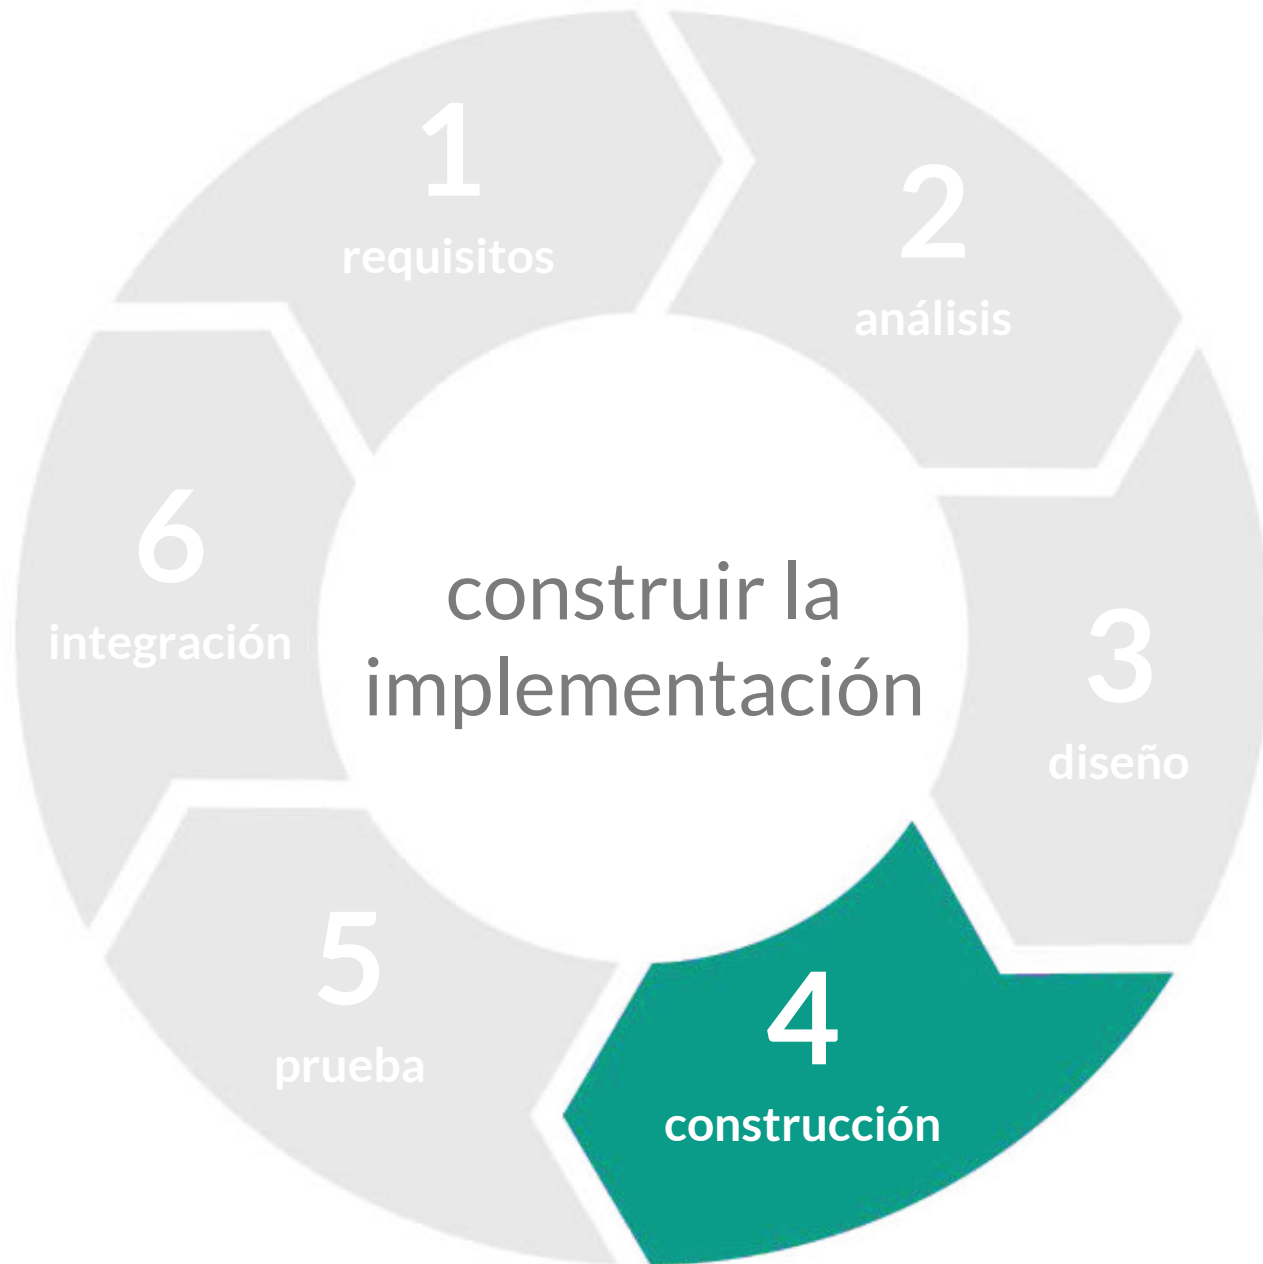 1
requisitos
2
análisis
3
diseño
4
construcción
5
prueba
6
integración
construir la
implementación